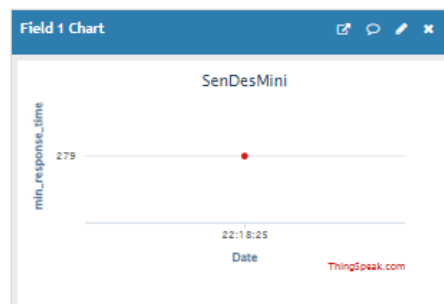 Field 1 Chart
SenDesMini
min_response_time
279
22:18:25
Date
ThingSpeak.com